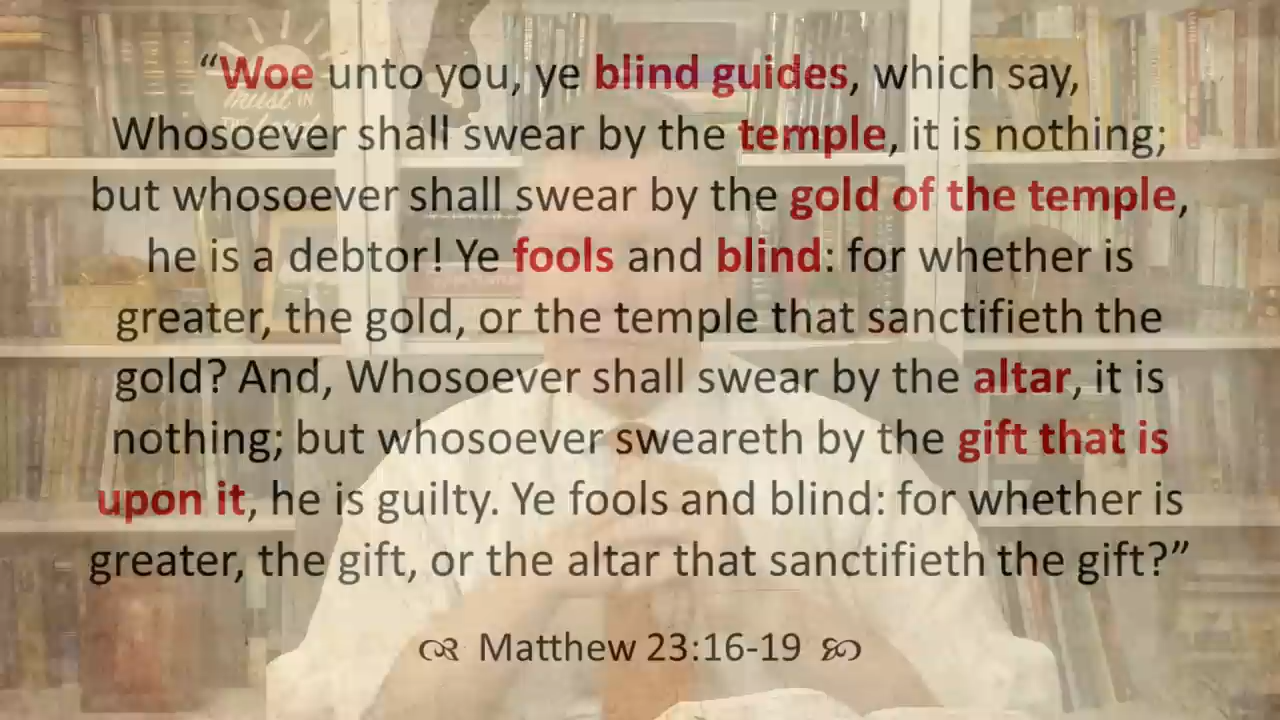 “Woe unto you, ye blind guides, which say,
Whosoever shall swear by the temple, it is nothing;
but whosoever shall swear by the gold of the temple,
he is a debtor! Ye fools and blind: for whether is
greater, the gold, or the temple that sanctifieth the
gold? And, Whosoever shall swear by the altar, it is
nothing; but whosoever sweareth by the gift that is
upon it, he is guilty. Ye fools and blind: for whether is
greater, the gift, or the altar that sanctifieth the gift?”
Matthew 23:16-19
Trust IN
THE Lord